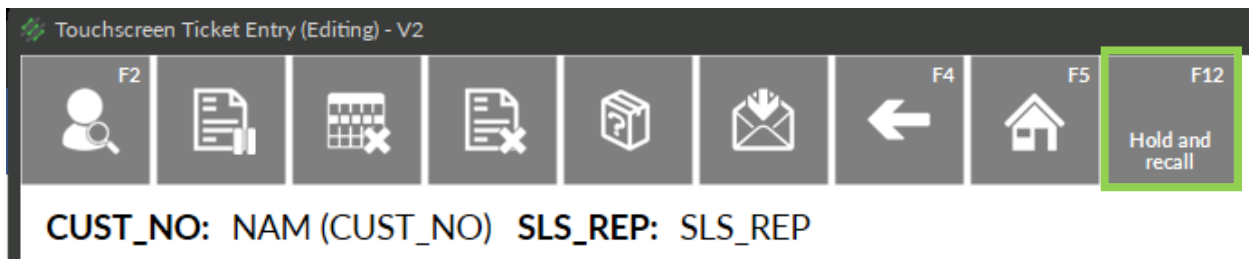 Touchscreen Ticket Entry (Editing) - V2
F2
F4
F5
F12
?
Hold and
recall
CUST_NO: NAM (CUST_NO) SLS_REP: SLS_REP